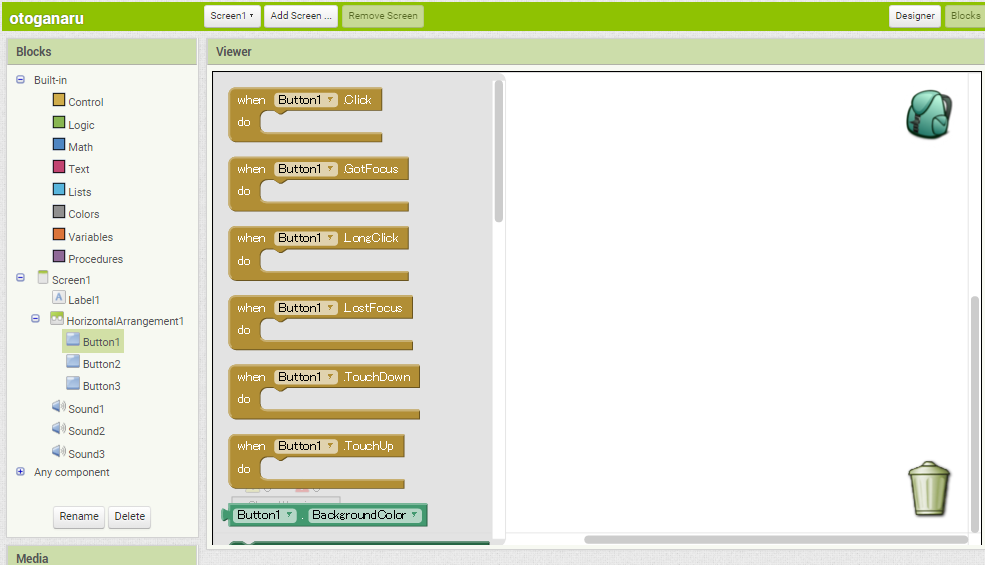 otoganaru
Screen1
Add Screen ...
Remove Screen
Designer
Blocks
Blocks
Viewer
Built-in
Control
Logic
Math
Text
Lists
Colors
Variables
Procedures
Screen1
A Label1
HorizontalArrangement1
Button1
Button2
Button3
Sound1
Sound2
Sound3
Any component
Rename
Delete
Media
when Button1 .Click
do
when Button1 .GotFocus
do
when Button1 .LongClick
do
when Button1 .LostFocus
do
when Button1 .TouchDown
do
when Button1 .TouchUp
do
Button1 . BackgroundColor